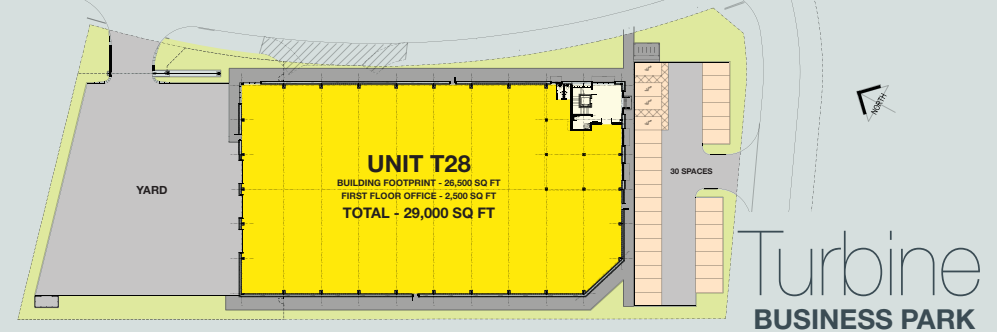 UNIT T28
BUILDING FOOTPRINT - 26,500 SQ FT
FIRST FLOOR OFFICE - 2,500 SQ FT
TOTAL - 29,000 SQ FT
YARD
30 SPACES
NORTH
Turbine
BUSINESS PARK